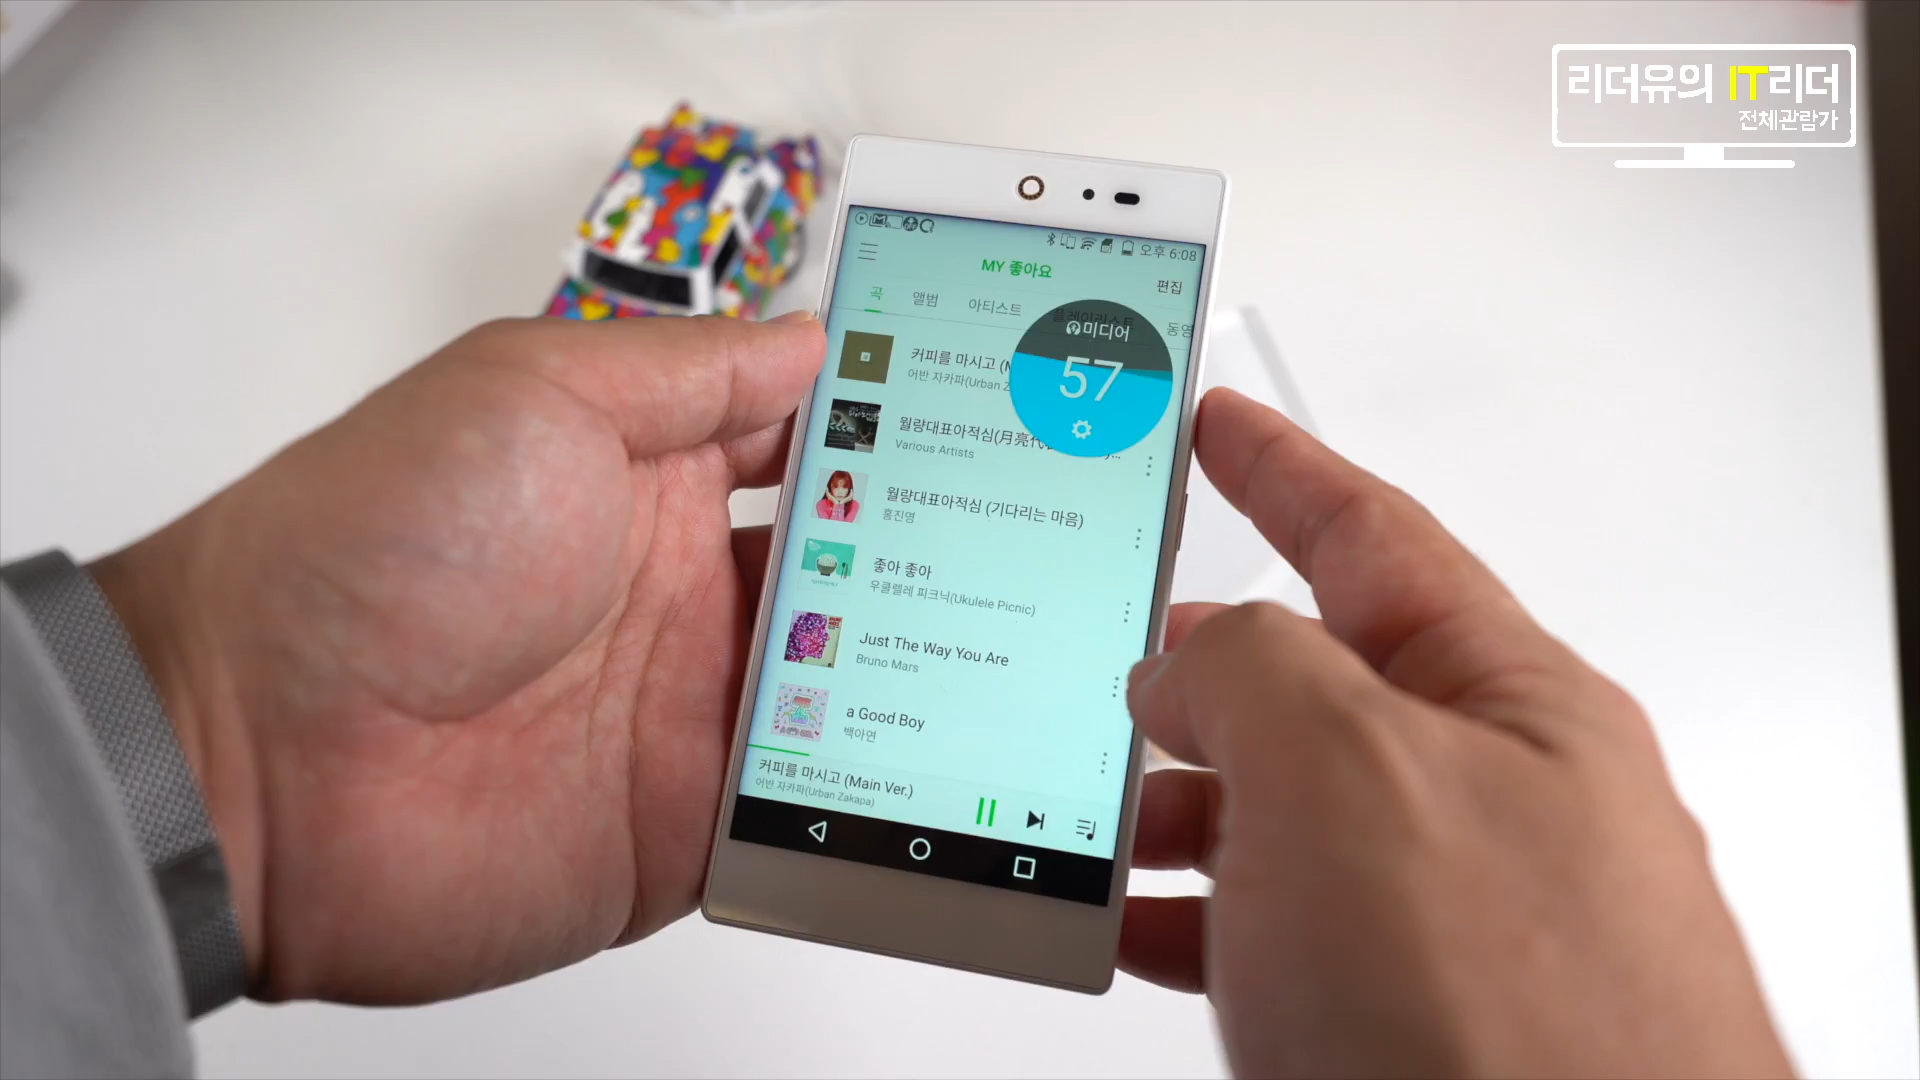 리더유의 IT리더
전체관람가
오후 6:08
MY 좋아요
편집
곡
앨범
아티스트
플레이리스트
미디어
57
커피를 마시고
어반 자카파(Urban
월량대표아적심(月亮代
Various Artists
월량대표아적심 (기다리는 마음)
홍진영
좋아 좋아
우쿨렐레 피크닉(Ukulele Picnic)
Just The Way You Are
Bruno Mars
a Good Boy
백아연
커피를 마시고 (Main Ver.)
어반 자카파(Urban Zakapa)